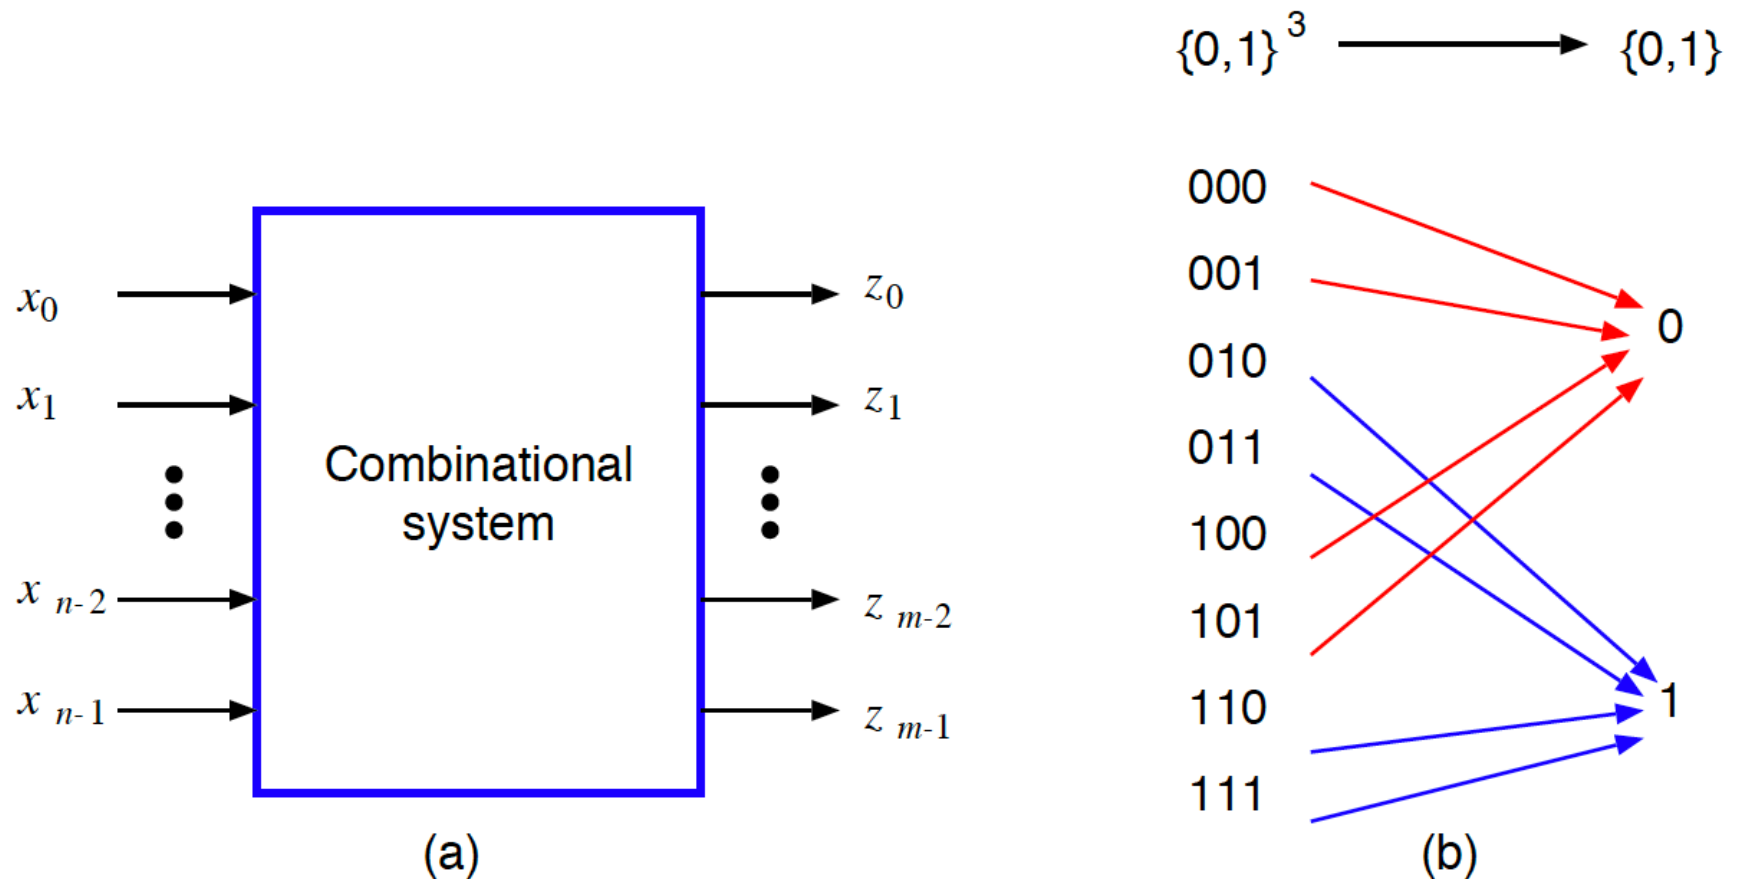 x0
x1
x n-2
x n-1
Combinational
system
z0
z1
z m-2
z m-1
(a)
{0,1}3 {0,1}
000
001
010
011
100
101
110
111
0
1
(b)